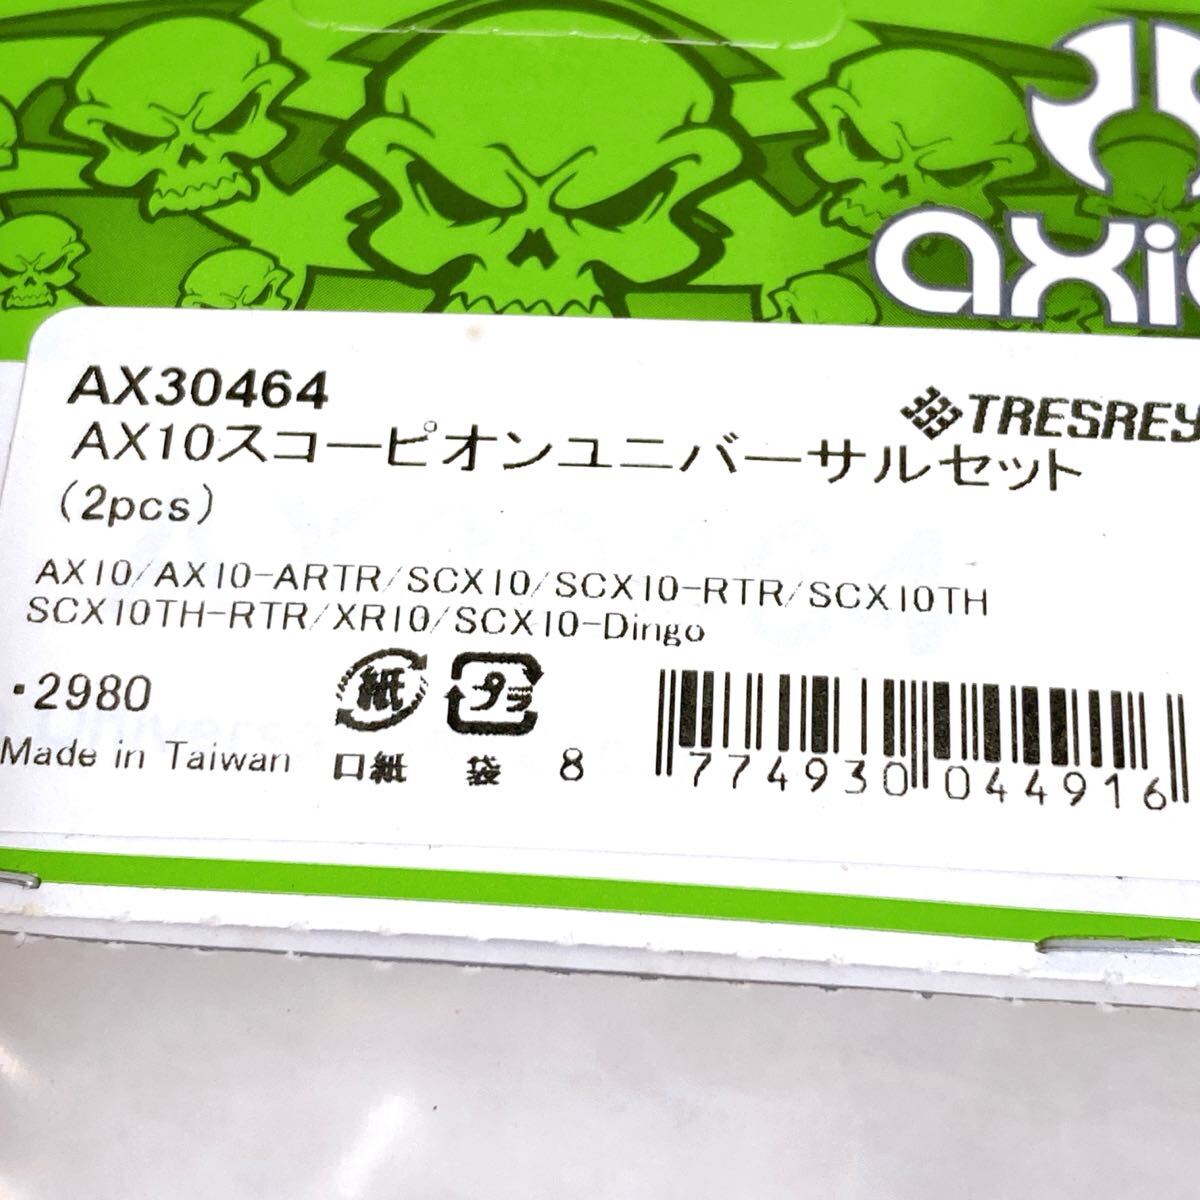 AX30464
TRESREY
AX10スコーピオンユニバーサルセット
(2pcs)
AX10/AX10-ARTR/SCX10/SCX10-RTR/SCX10TH
SCX10TH-RTR/XR10/SCX10-Dingo
・2980
紙
プラ
Made in Taiwan
口紙
袋
8
774930 044916